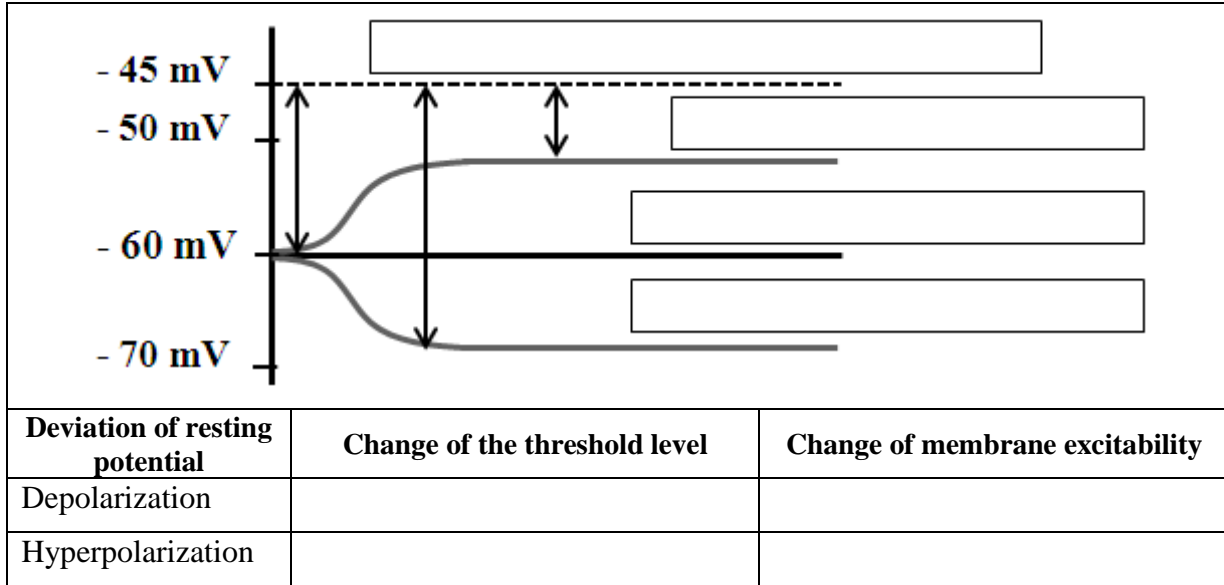 - 45 mV
- 50 mV
- 60 mV
- 70 mV
Deviation of resting
potential
Change of the threshold level
Change of membrane excitability
Depolarization
Hyperpolarization